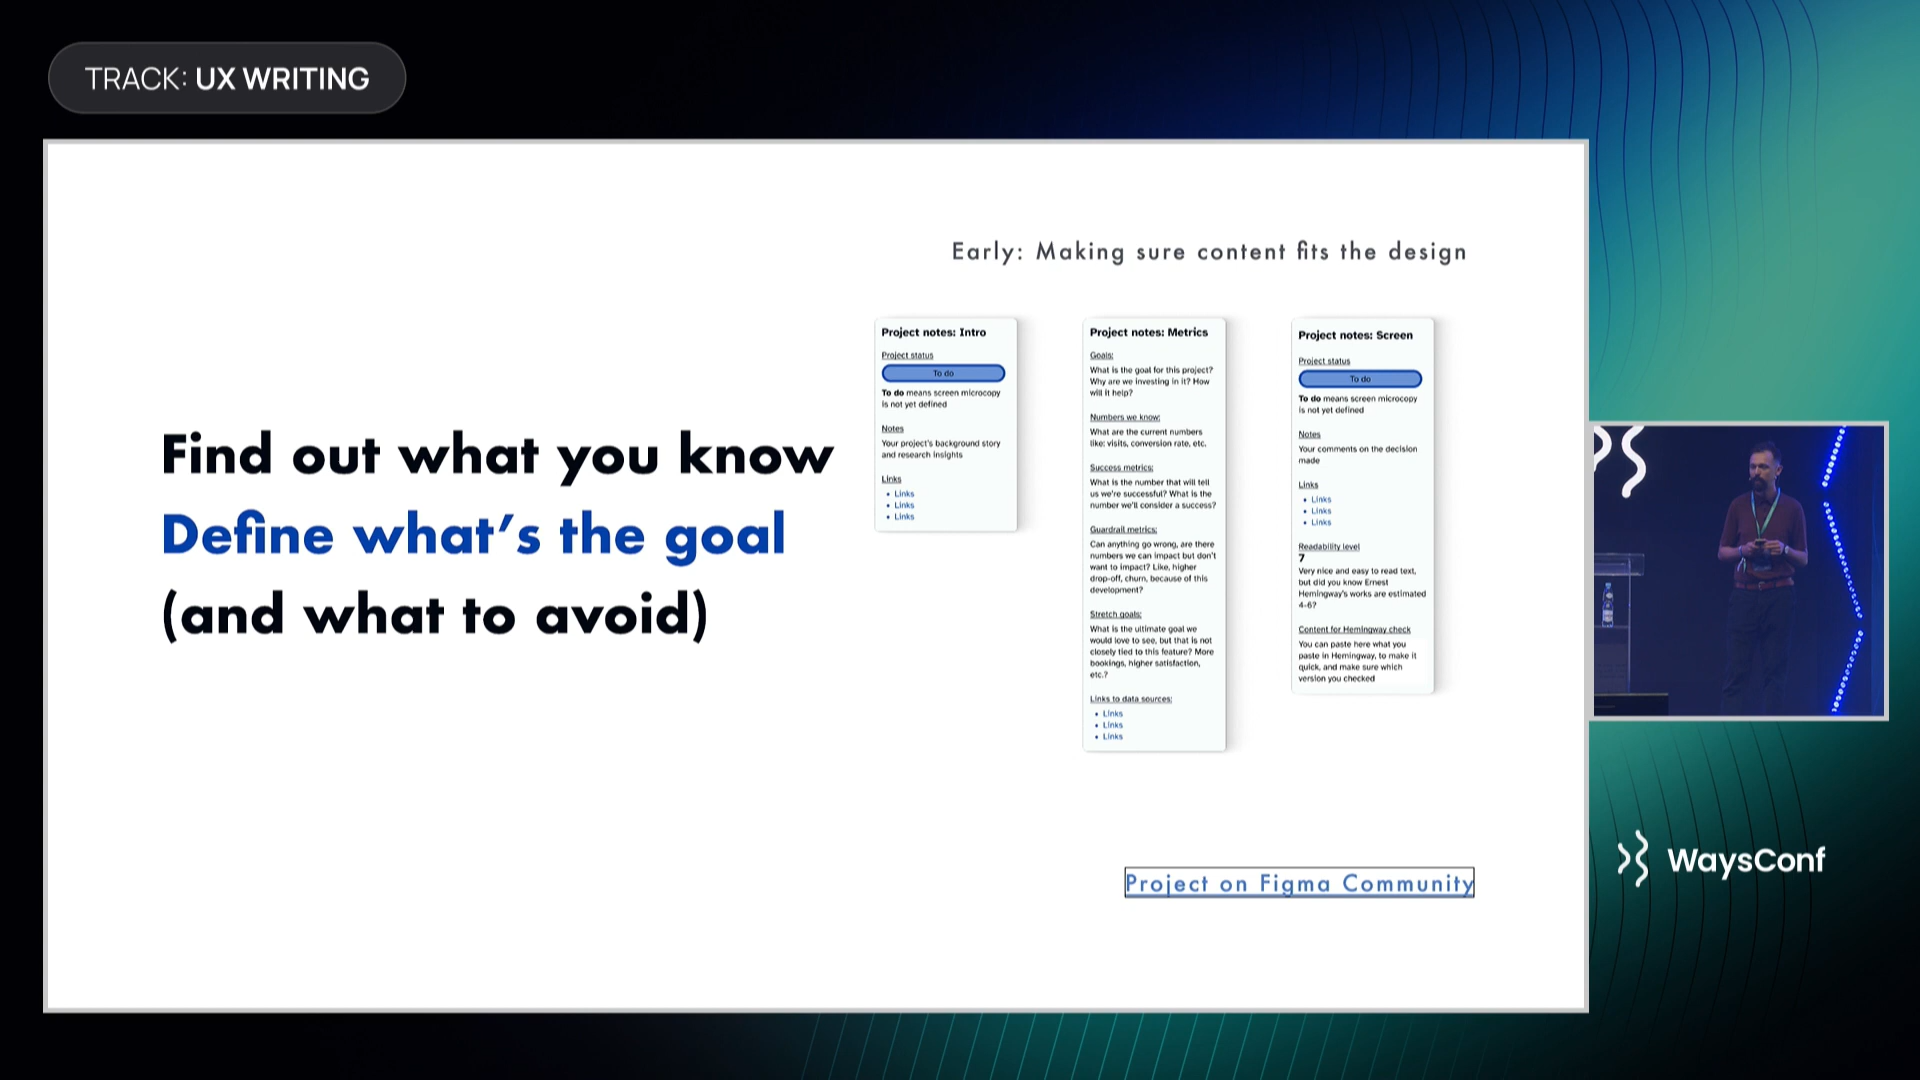 TRACK: UX WRITING
Early: Making sure content fits the design
Find out what you know
Define what's the goal
(and what to avoid)
Project notes: Intro
Project status
To do
To do means screen microcopy
is not yet defined
Notes
Your project's background story
and research insights
Links
• Links
• Links
• Links
Project notes: Metrics
Goals:
What is the goal for this project?
Why are we investing in it? How
will it help?
Numbers we know:
What are the current numbers
like: visits, conversion rate, etc.
Success metrics:
What is the number that will tell
us we're successful? What is the
number we'll consider a success?
Guardrail metrics:
Can anything go wrong, are there
numbers we can impact but don't
want to impact? Like, higher
drop-off, churn, because of this
development?
Stretch goals:
What is the ultimate goal we
would love to see, but that is not
closely tied to this feature? More
bookings, higher satisfaction,
etc.?
Links to data sources:
• Links
• Links
• Links
Project notes: Screen
Project status
To do
To do means screen microcopy
is not yet defined
Notes
Your comments on the decision
made
Links
• Links
• Links
• Links
Readability level
7
Very nice and easy to read text,
but did you know Ernest
Hemingway's works are estimated
4-6?
Content for Hemingway check
You can paste here what you
paste in Hemingway, to make it
quick, and make sure which
version you checked
Project on Figma Community
WaysConf